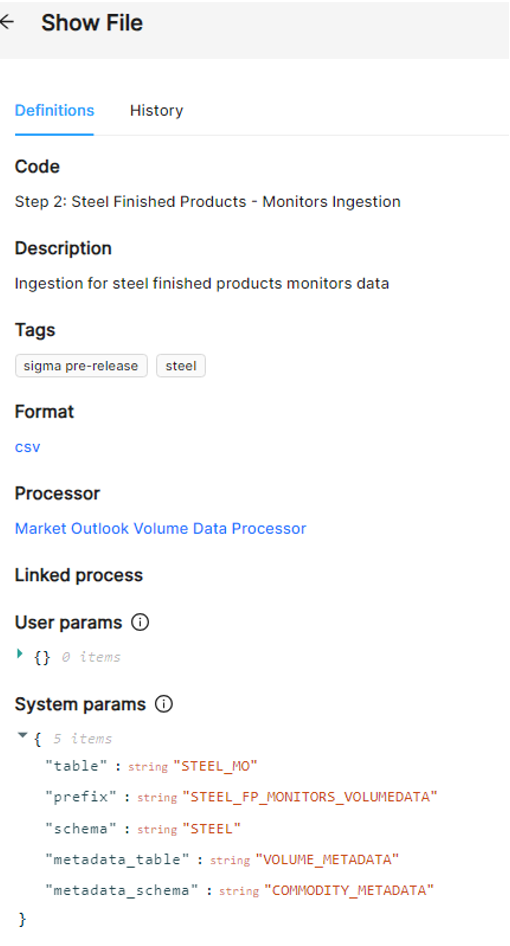 Show File
Definitions History
Code
Step 2: Steel Finished Products - Monitors Ingestion
Description
Ingestion for steel finished products monitors data
Tags
sigma pre-release steel
Format
csv
Processor
Market Outlook Volume Data Processor
Linked process
User params
{} 0 items
System params
{ 5 items
"table" : string "STEEL_MO"
"prefix" : string "STEEL_FP_MONITORS_VOLUMEDATA"
"schema" : string "STEEL"
"metadata_table" : string "VOLUME_METADATA"
"metadata_schema" : string "COMMODITY_METADATA"
}